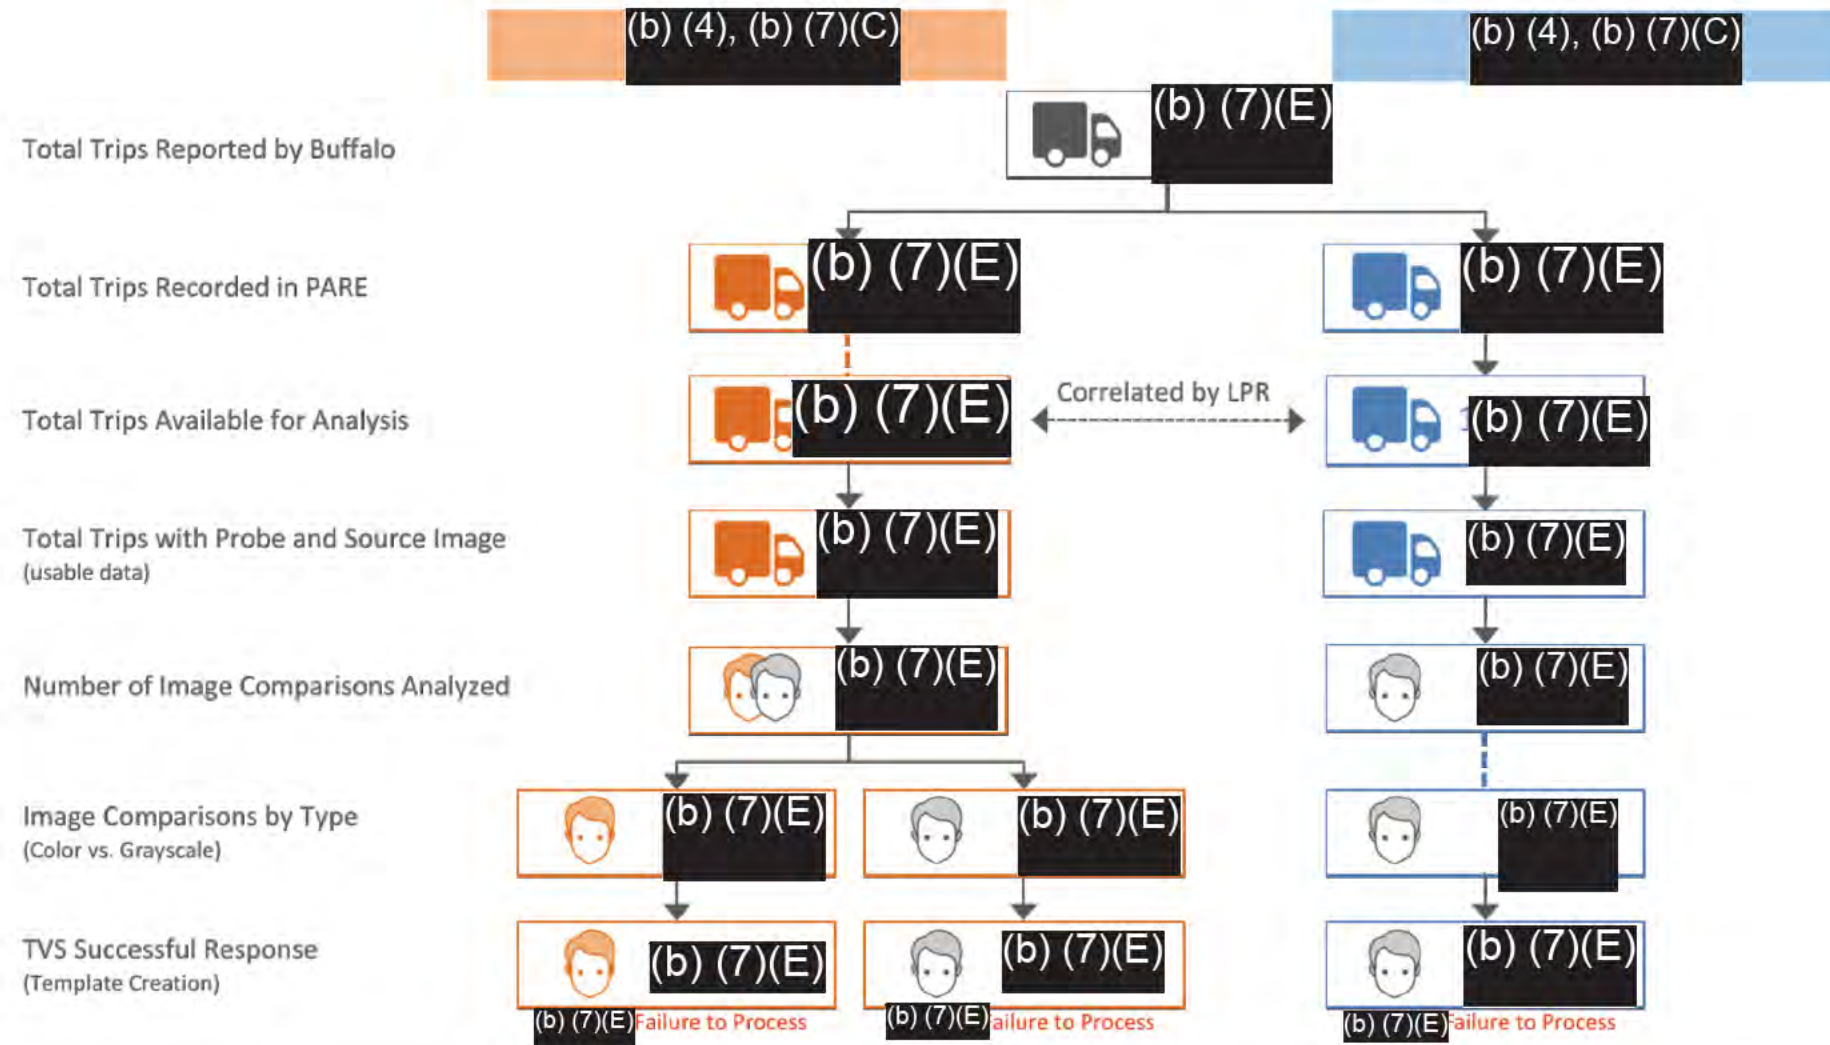 (b) (4), (b) (7)(C)
(b) (4), (b) (7)(C)
Total Trips Reported by Buffalo
(b) (7)(E)
Total Trips Recorded in PARE
(b) (7)(E)
(b) (7)(E)
Total Trips Available for Analysis
(b) (7)(E)
Correlated by LPR
(b) (7)(E)
Total Trips with Probe and Source Image
(usable data)
(b) (7)(E)
(b) (7)(E)
Number of Image Comparisons Analyzed
(b) (7)(E)
(b) (7)(E)
Image Comparisons by Type
(Color vs. Grayscale)
(b) (7)(E)
(b) (7)(E)
(b) (7)(E)
TVS Successful Response
(Template Creation)
(b) (7)(E)
(b) (7)(E)
(b) (7)(E)
(b) (7)(E) Failure to Process
(b) (7)(E) ailure to Process
(b) (7)(E) Failure to Process